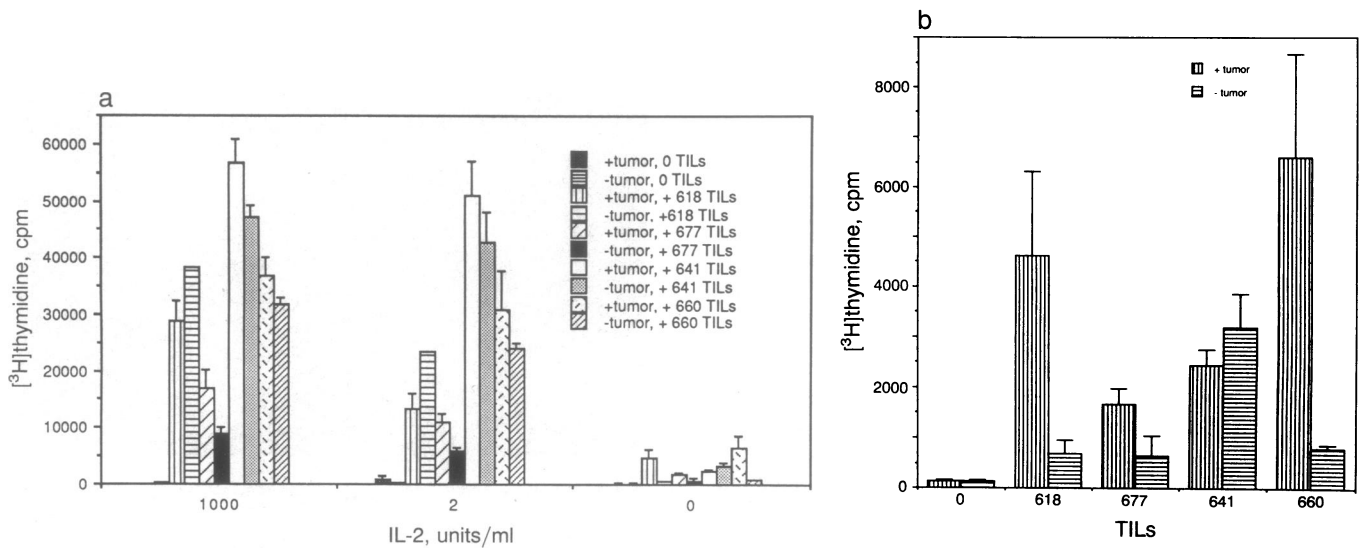 a
[³H]thymidine, cpm
60000
50000
40000
30000
20000
10000
0
+tumor, 0 TILs
-tumor, 0 TILs
+tumor, + 618 TILs
-tumor, +618 TILs
+tumor, + 677 TILs
-tumor, + 677 TILs
+tumor, + 641 TILs
-tumor, + 641 TILs
+tumor, + 660 TILs
-tumor, + 660 TILs
1000 2 0
IL-2, units/ml
b
[³H]thymidine, cpm
8000
6000
4000
2000
0
+ tumor
- tumor
0 618 677 641 660
TILs